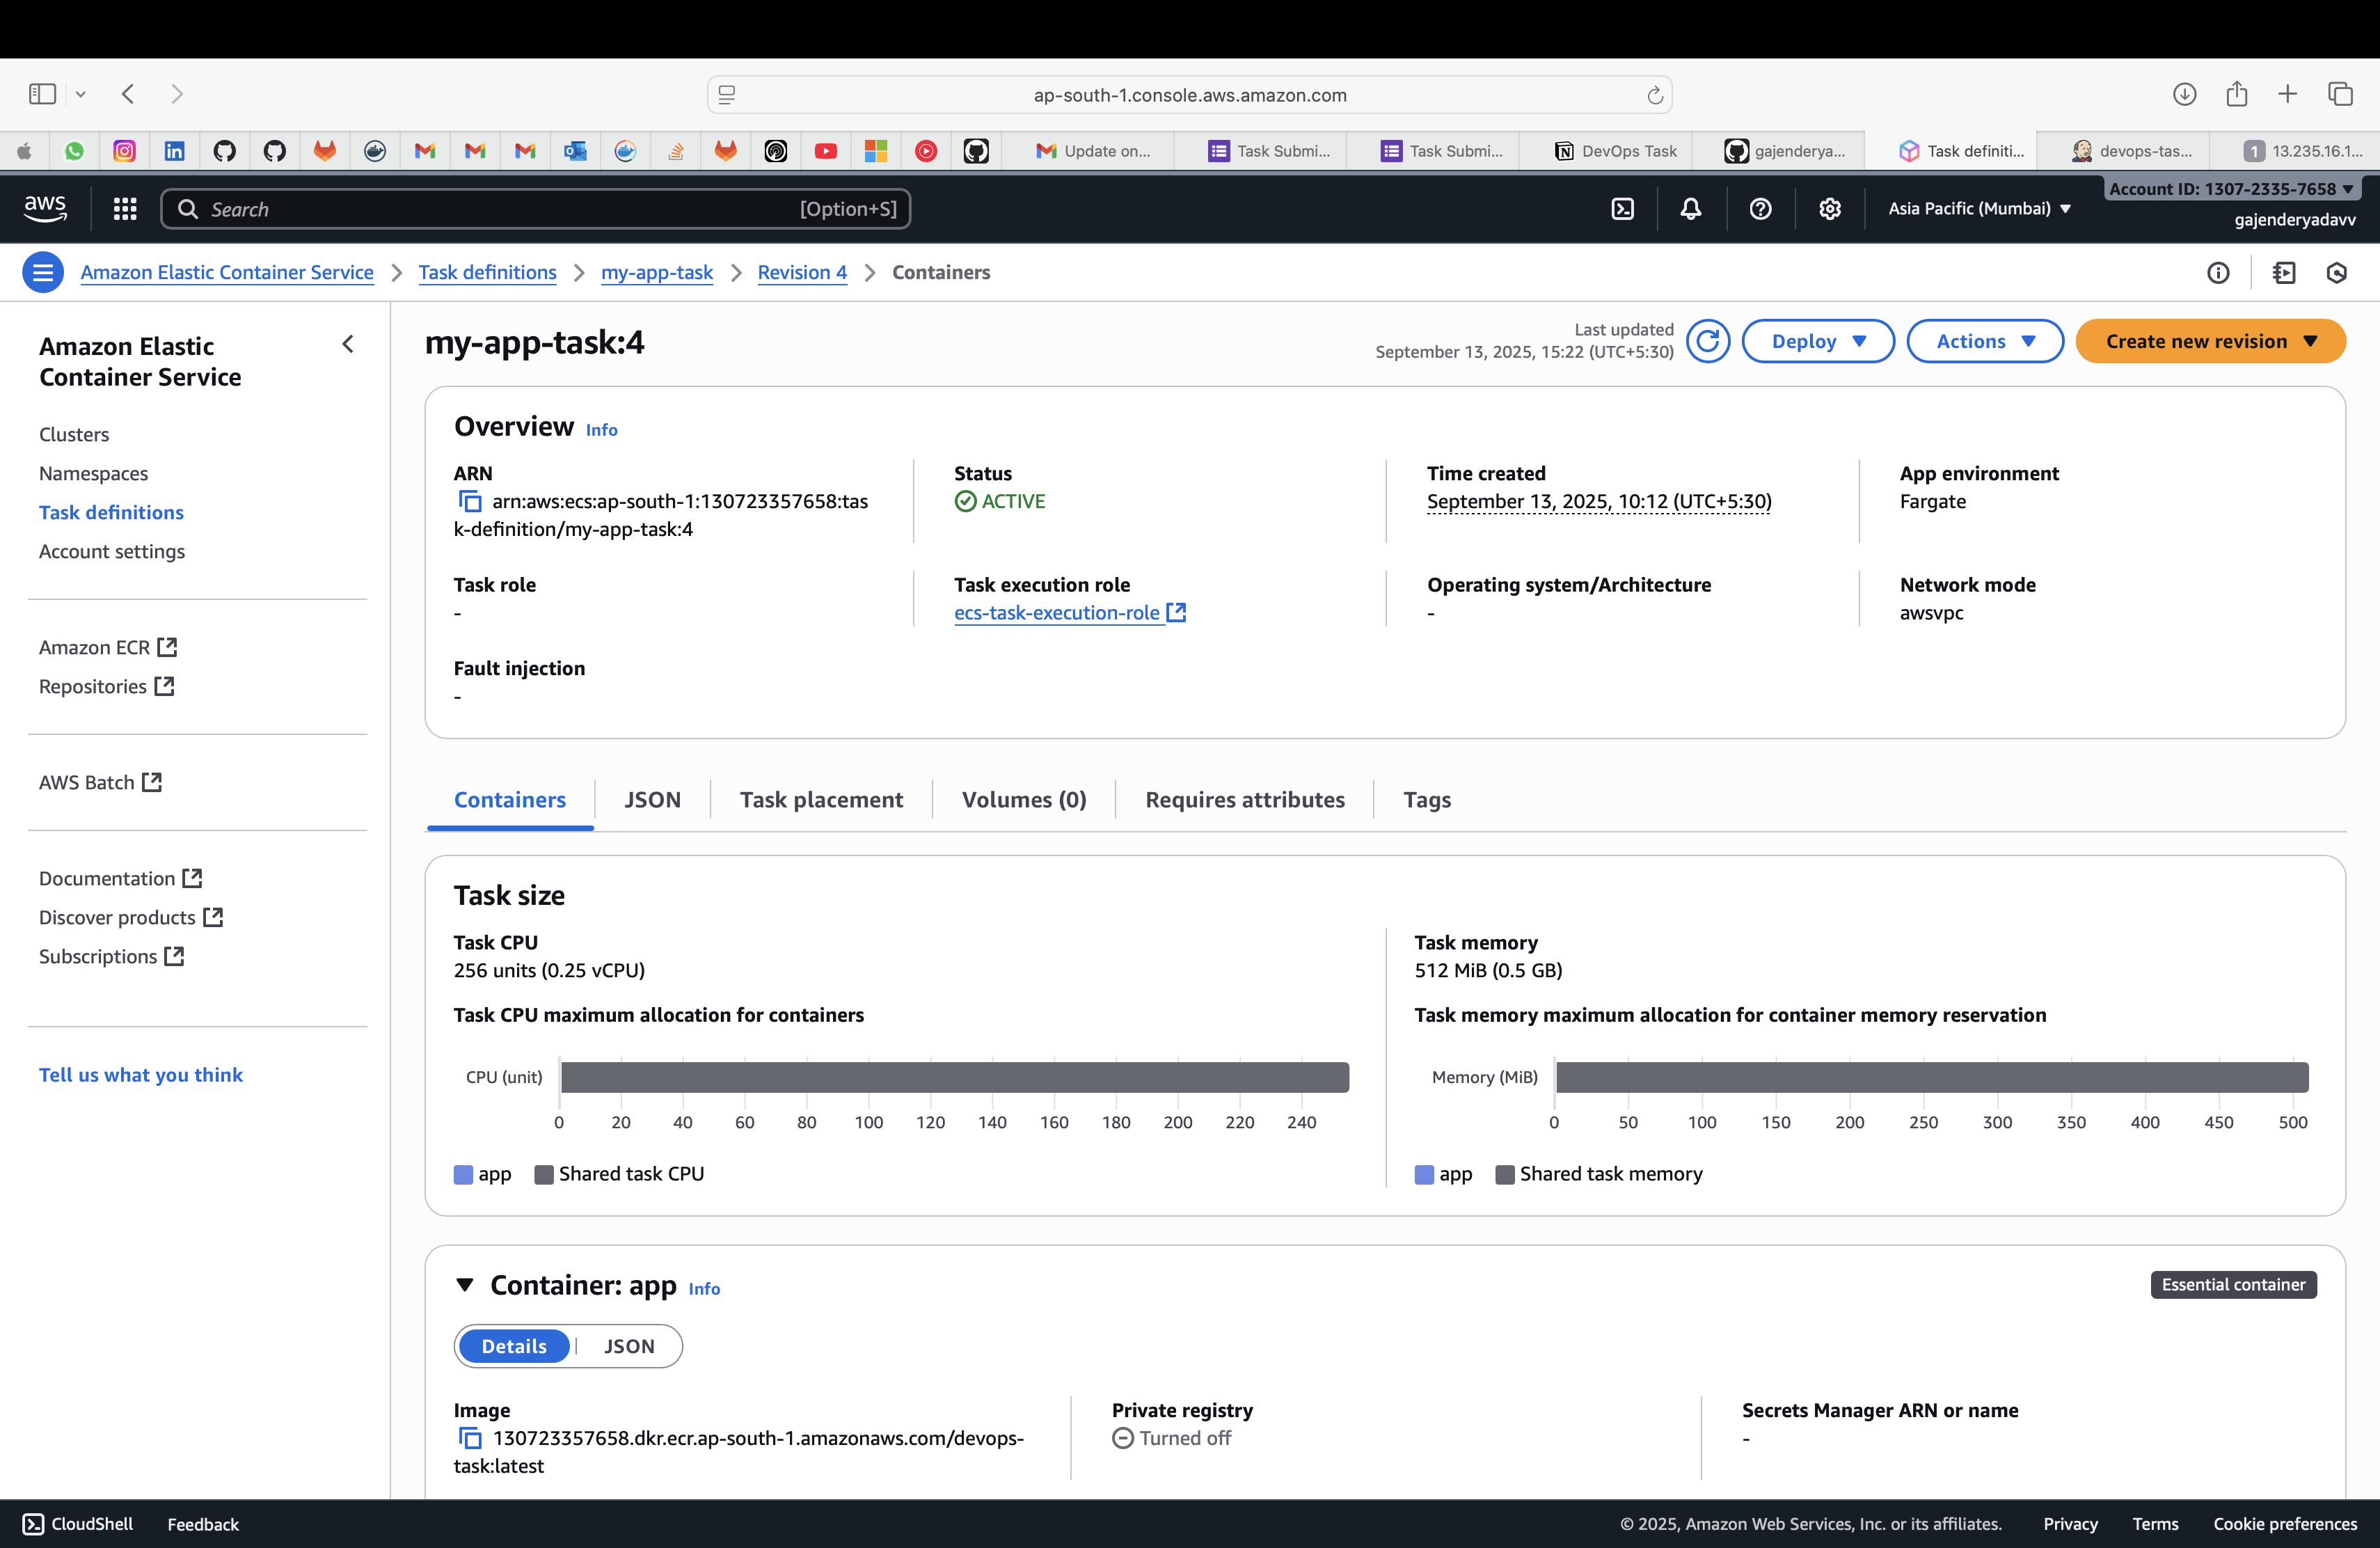 ap-south-1.console.aws.amazon.com
Update on...
Task Submi...
Task Submi...
DevOps Task
gajenderya...
Task definiti...
devops-tas...
1 13.235.16.1...
aws
Search [Option+S]
Asia Pacific (Mumbai)
Account ID: 1307-2335-7658
gajenderyadavv
Amazon Elastic Container Service
Task definitions
my-app-task
Revision 4
Containers
Amazon Elastic
Container Service
Clusters
Namespaces
Task definitions
Account settings
Amazon ECR
Repositories
AWS Batch
Documentation
Discover products
Subscriptions
Tell us what you think
my-app-task:4
Last updated
September 13, 2025, 15:22 (UTC+5:30)
Deploy
Actions
Create new revision
Overview Info
ARN
arn:aws:ecs:ap-south-1:130723357658:tas
k-definition/my-app-task:4
Status
ACTIVE
Time created
September 13, 2025, 10:12 (UTC+5:30)
App environment
Fargate
Task role
-
Task execution role
ecs-task-execution-role
Operating system/Architecture
-
Network mode
awsvpc
Fault injection
-
Containers
JSON
Task placement
Volumes (0)
Requires attributes
Tags
Task size
Task CPU
256 units (0.25 vCPU)
Task CPU maximum allocation for containers
CPU (unit)
0 20 40 60 80 100 120 140 160 180 200 220 240
app Shared task CPU
Task memory
512 MiB (0.5 GB)
Task memory maximum allocation for container memory reservation
Memory (MiB)
0 50 100 150 200 250 300 350 400 450 500
app Shared task memory
Container: app Info
Essential container
Details
JSON
Image
130723357658.dkr.ecr.ap-south-1.amazonaws.com/devops-
task:latest
Private registry
Turned off
Secrets Manager ARN or name
-
CloudShell
Feedback
© 2025, Amazon Web Services, Inc. or its affiliates.
Privacy
Terms
Cookie preferences